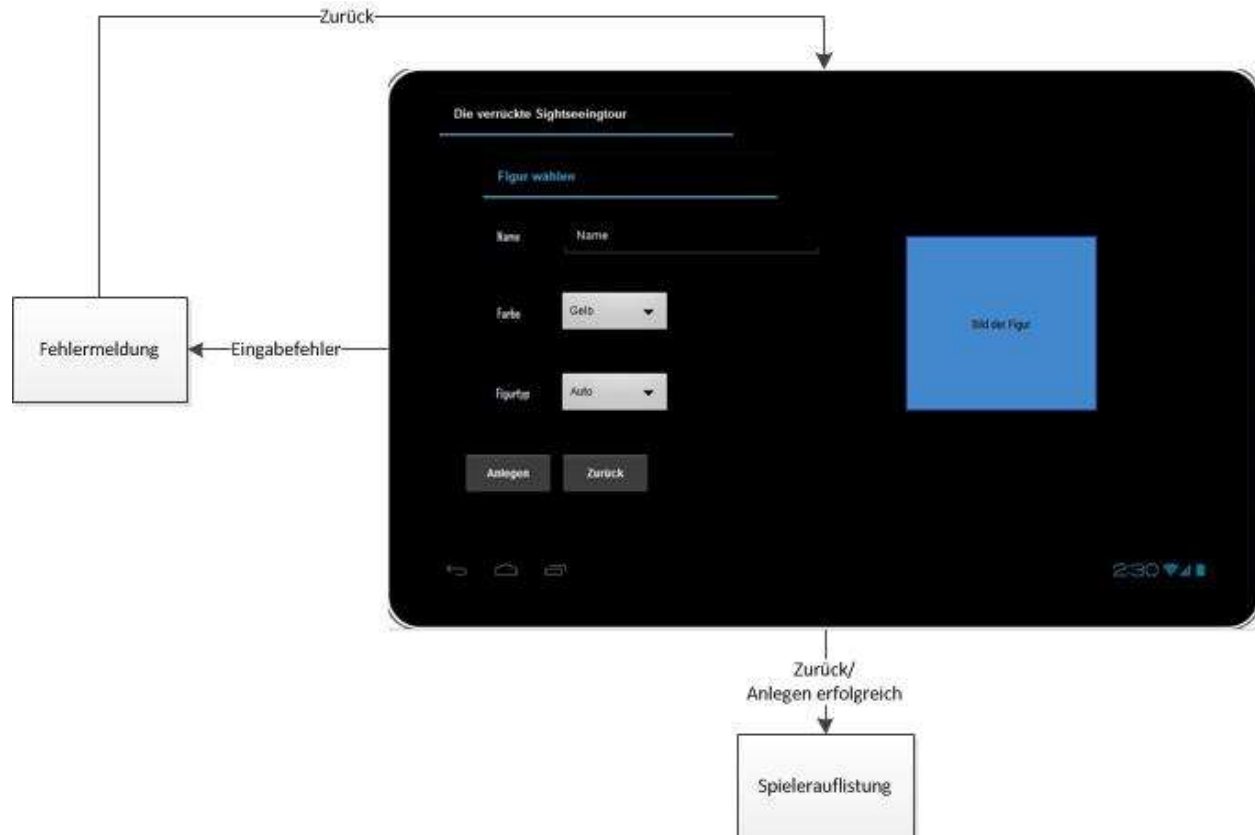 Zurück
Die verrückte Sightseeingtour
Figur wählen
Name
Name
Farbe
Gelb
Figurtyp
Auto
Anlegen
Zurück
Bild der Figur
2:30
Fehlermeldung
Eingabefehler
Zurück/
Anlegen erfolgreich
Spielerauflistung